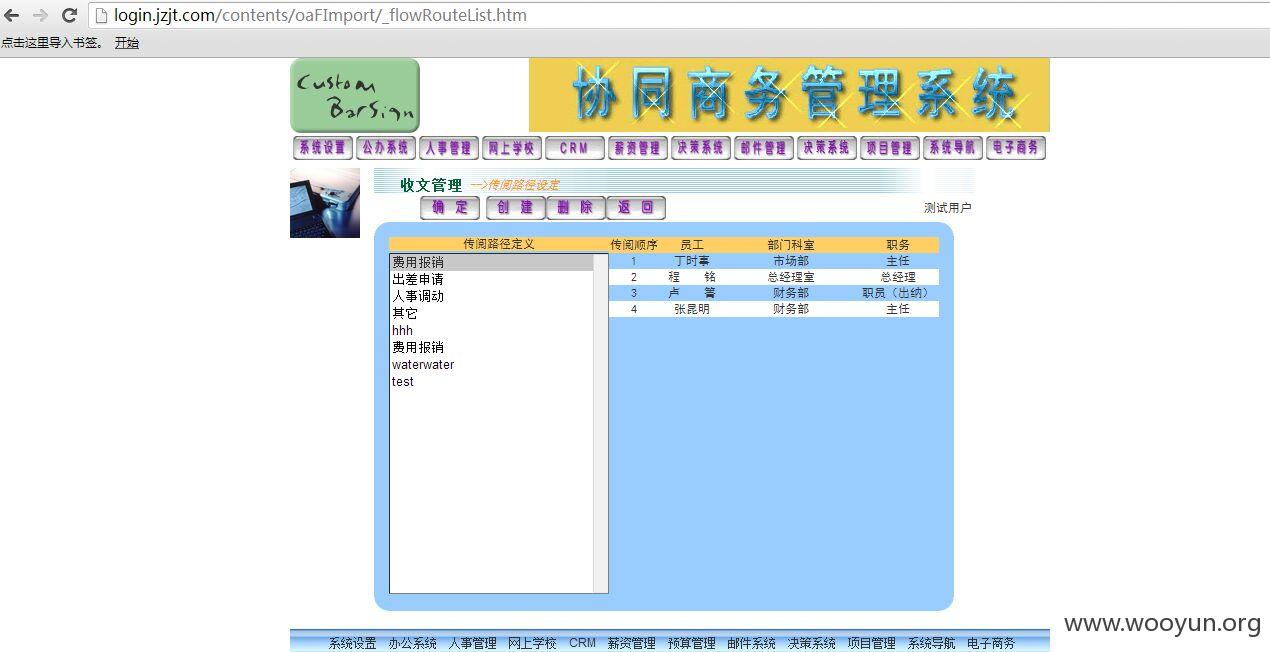 login.jzjt.com/contents/oaFImport/_flowRouteList.htm
点击这里导入书签。 开始
Custom BarSign
协同商务管理系统
系统设置 公办系统 人事管理 网上学校 CRM 薪资管理 决策系统 邮件管理 决策系统 项目管理 系统导航 电子商务
收文管理 -->传阅路径设定
确 定 创 建 删 除 返 回 测试用户
传阅路径定义 传阅顺序 员工 部门科室 职务
费用报销
出差申请
人事调动
其它
hhh
费用报销
waterwater
test
1 丁时事 市场部 主任
2 程 铭 总经理室 总经理
3 卢 篱 财务部 职员（出纳）
4 张昆明 财务部 主任
系统设置 办公系统 人事管理 网上学校 CRM 薪资管理 预算管理 邮件系统 决策系统 项目管理 系统导航 电子商务
www.wooyun.org